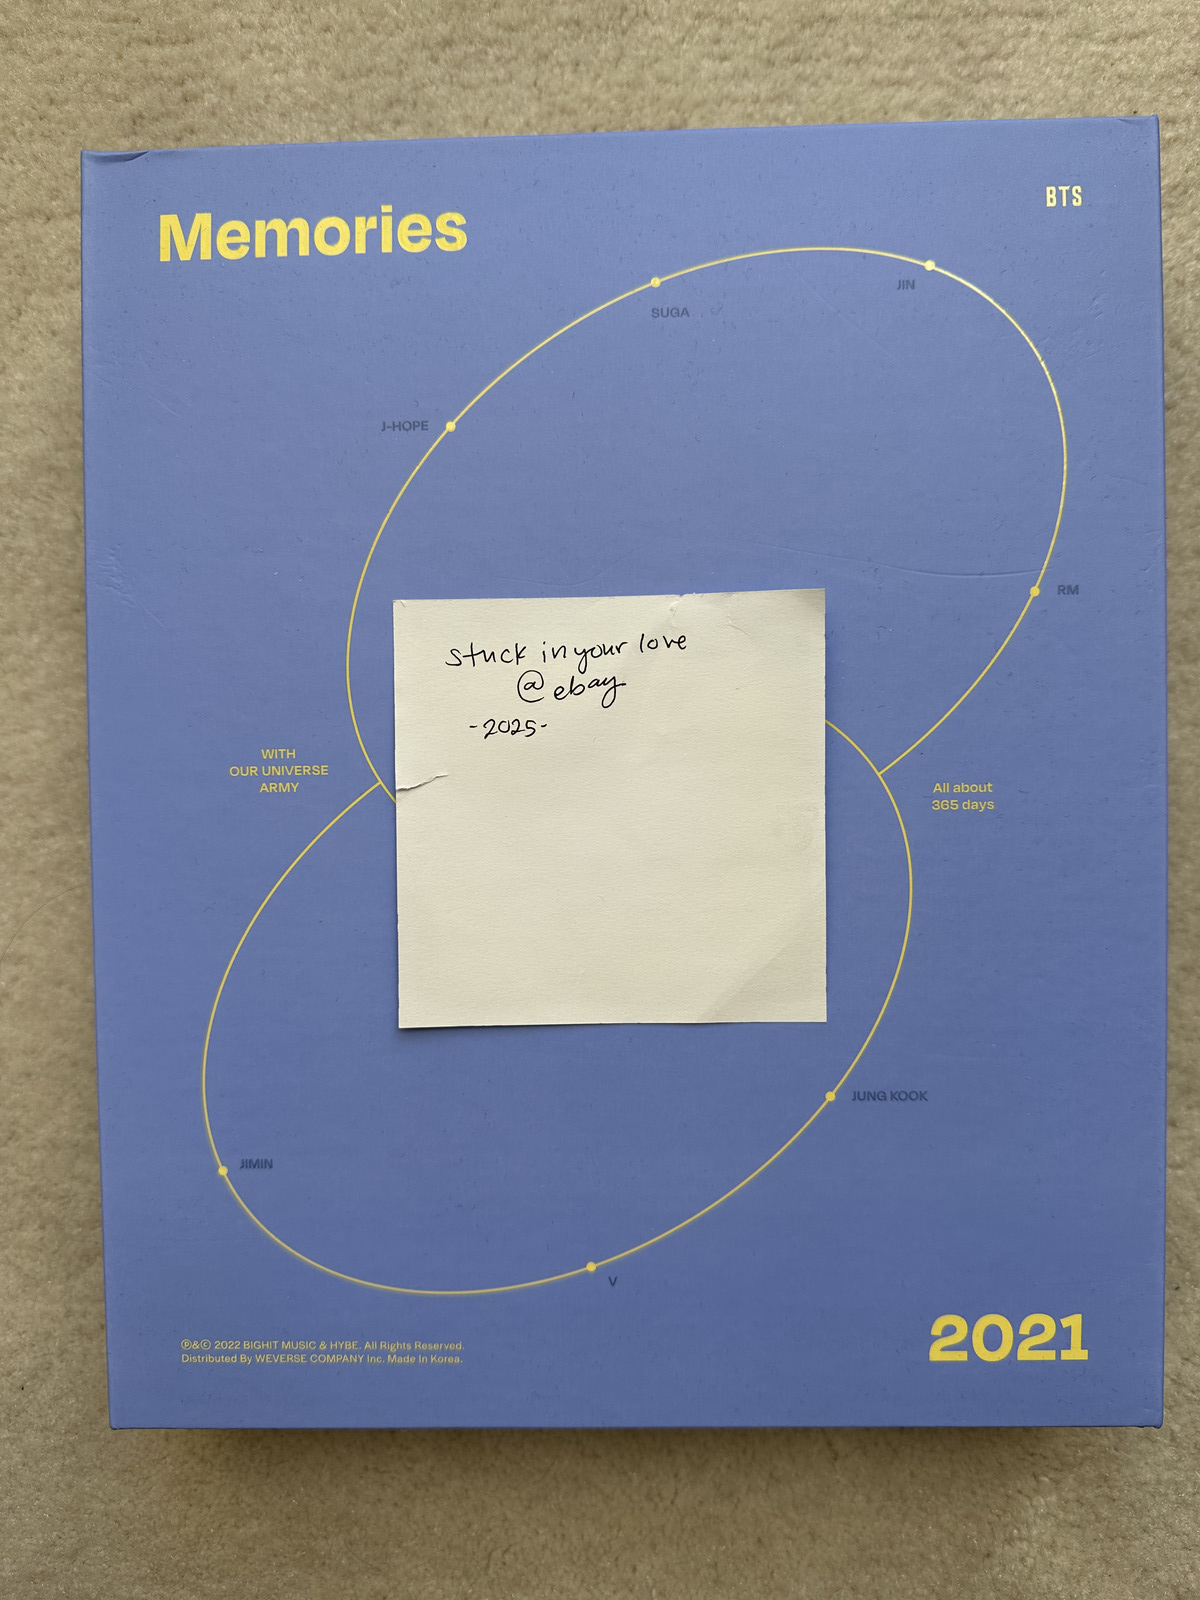 Memories
BTS
JIN
SUGA
J-HOPE
RM
stuck in your love
@ebay
-2025-
WITH
OUR UNIVERSE
ARMY
All about
365 days
JUNG KOOK
JIMIN
V
2021
℗&© 2022 BIGHIT MUSIC & HYBE. All Rights Reserved.
Distributed By WEVERSE COMPANY Inc. Made In Korea.